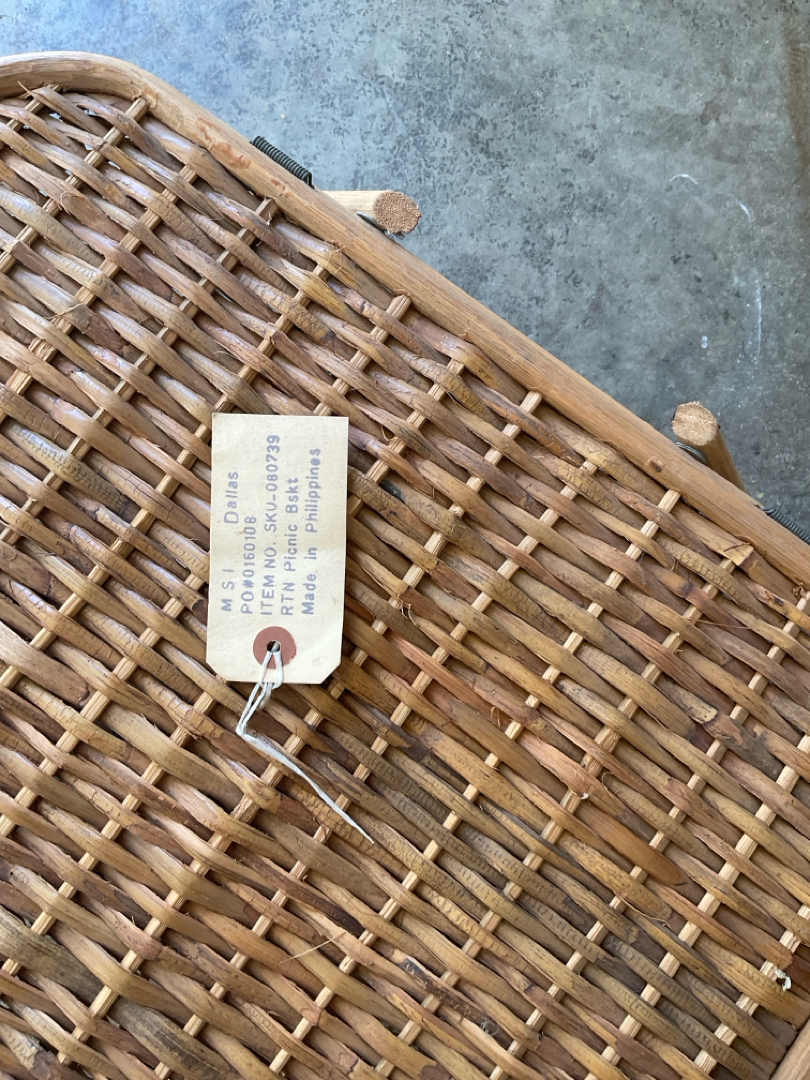 M S I Dallas
PO#0160108
ITEM NO. SKU-080739
RTN Picnic Bskt
Made in Philippines